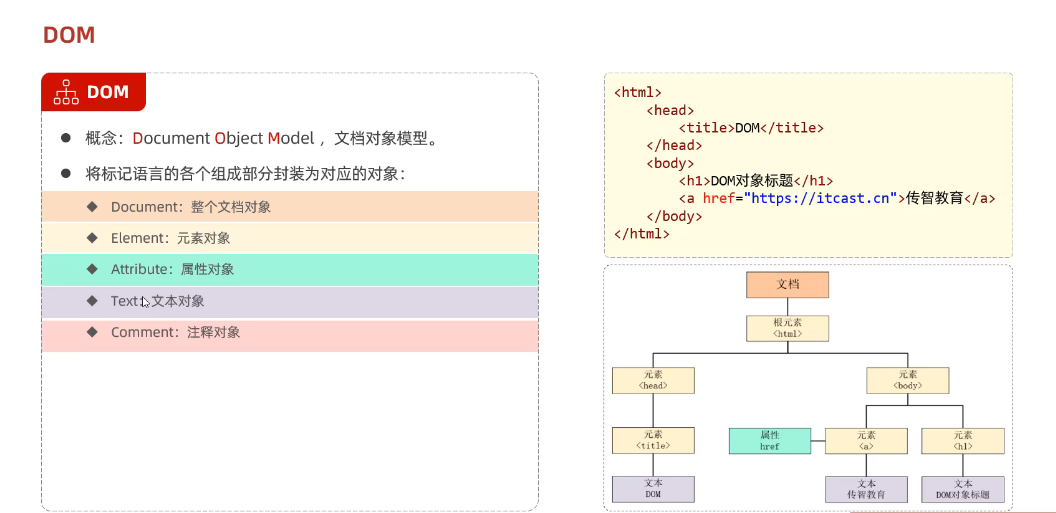 DOM
DOM
概念：Document Object Model ，文档对象模型。
将标记语言的各个组成部分封装为对应的对象：
Document：整个文档对象
Element：元素对象
Attribute：属性对象
Text：文本对象
Comment：注释对象
<html>
<head>
<title>DOM</title>
</head>
<body>
<h1>DOM对象标题</h1>
<a href="https://itcast.cn">传智教育</a>
</body>
</html>
文档
根元素
<html>
元素
<head>
元素
<body>
元素
<title>
属性
href
元素
<a>
元素
<h1>
文本
DOM
文本
传智教育
文本
DOM对象标题